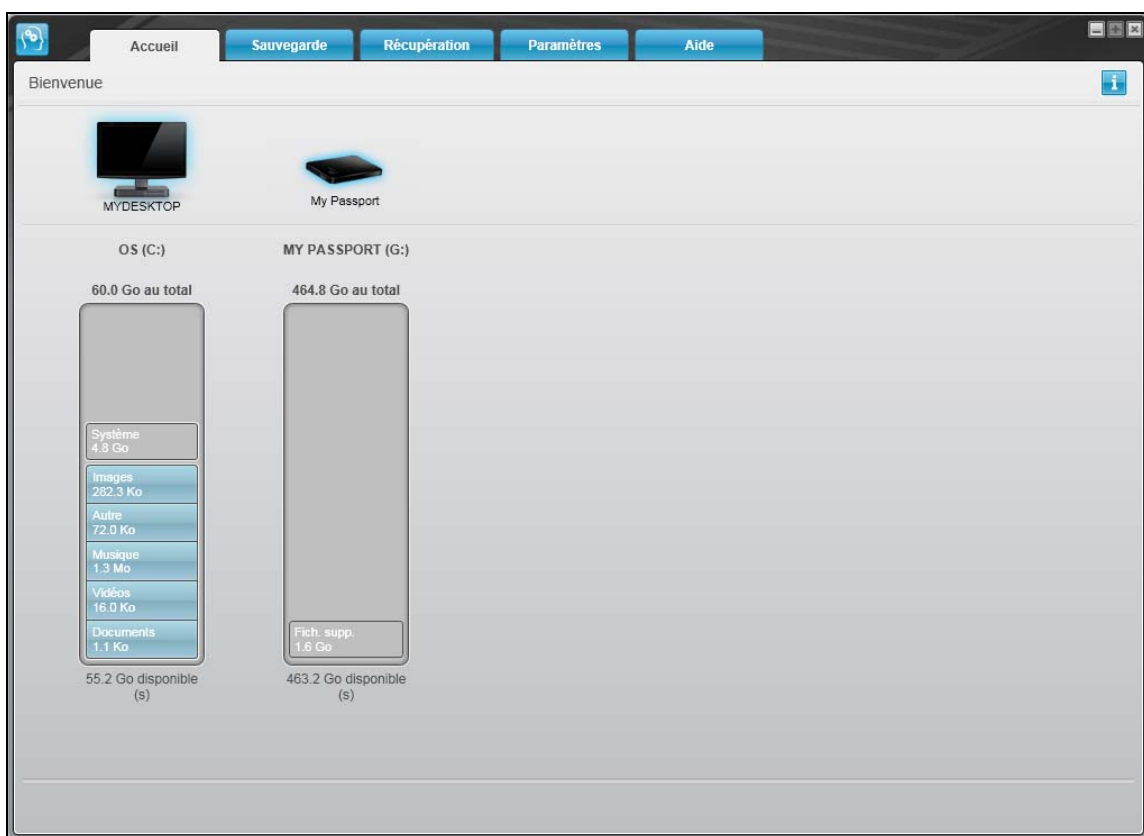 Accueil
Sauvegarde
Récupération
Paramètres
Aide
Bienvenue
MYDESKTOP
My Passport
OS (C:)
MY PASSPORT (G:)
60.0 Go au total
464.8 Go au total
Système
4.8 Go
Images
282.3 Ko
Autre
72.0 Ko
Musique
1.3 Mo
Vidéos
16.0 Ko
Documents
1.1 Ko
Fich. supp.
1.6 Go
55.2 Go disponible
(s)
463.2 Go disponible
(s)